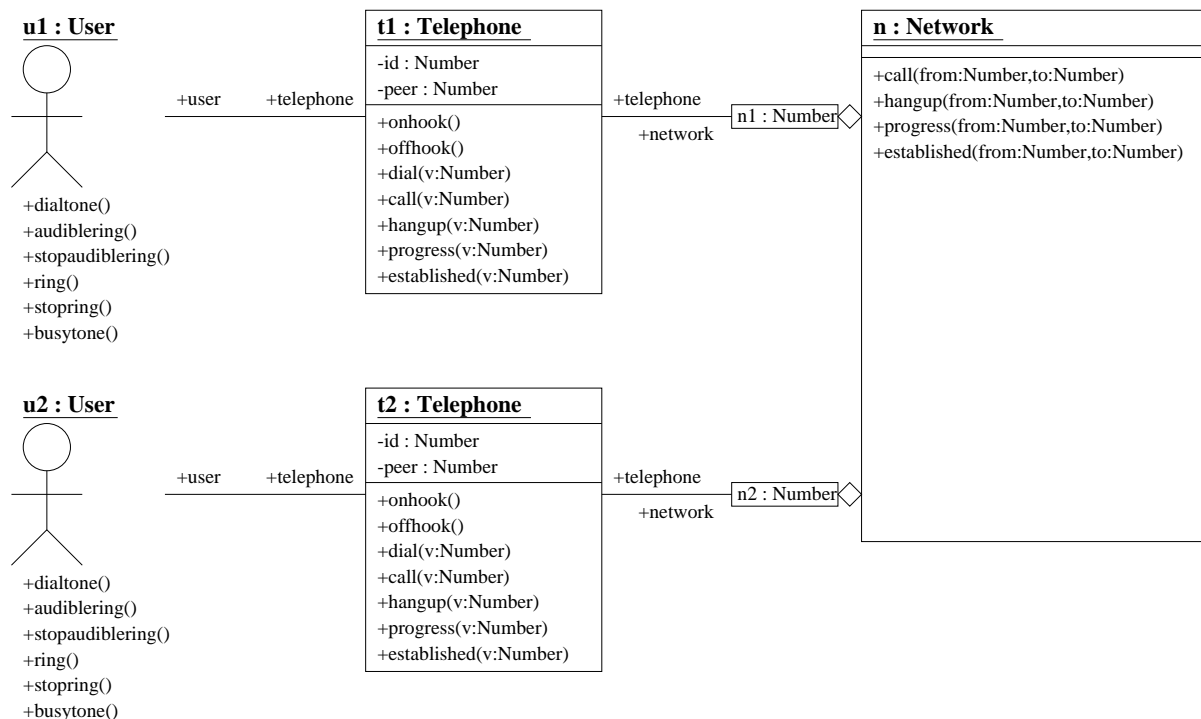 u1 : User
+dialtone()
+audiblering()
+stopaudiblering()
+ring()
+stopring()
+busytone()
+user
+telephone
t1 : Telephone
-id : Number
-peer : Number
+onhook()
+offhook()
+dial(v:Number)
+call(v:Number)
+hangup(v:Number)
+progress(v:Number)
+established(v:Number)
+telephone
+network
n1 : Number
n : Network
+call(from:Number,to:Number)
+hangup(from:Number,to:Number)
+progress(from:Number,to:Number)
+established(from:Number,to:Number)
u2 : User
+dialtone()
+audiblering()
+stopaudiblering()
+ring()
+stopring()
+busytone()
+user
+telephone
t2 : Telephone
-id : Number
-peer : Number
+onhook()
+offhook()
+dial(v:Number)
+call(v:Number)
+hangup(v:Number)
+progress(v:Number)
+established(v:Number)
+telephone
+network
n2 : Number